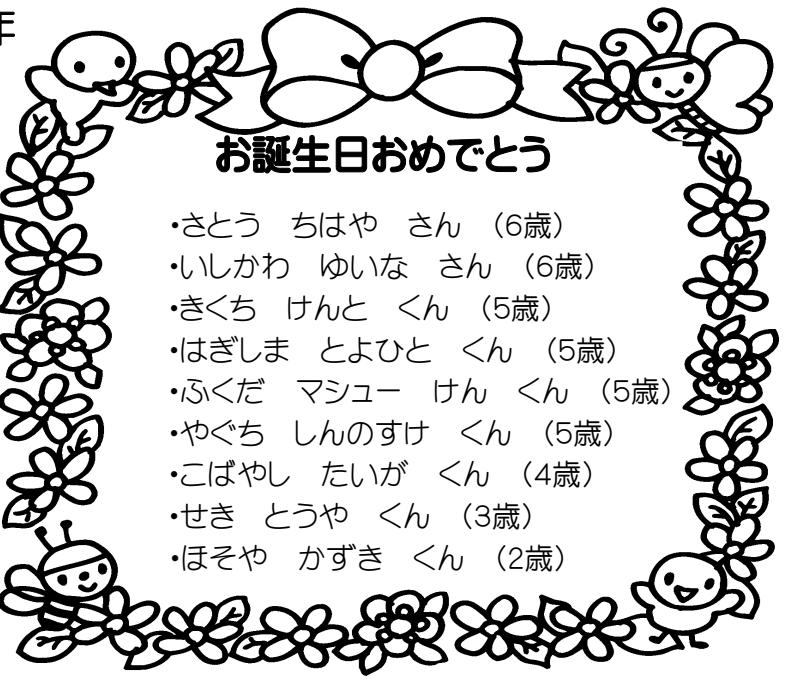 年
お誕生日おめでとう
・さとう　ちはや　さん　（6歳）
・いしかわ　ゆいな　さん　（6歳）
・きくち　けんと　くん　（5歳）
・はぎしま　とよひと　くん　（5歳）
・ふくだ　マシュー　けん　くん　（5歳）
・やぐち　しんのすけ　くん　（5歳）
・こばやし　たいが　くん　（4歳）
・せき　とうや　くん　（3歳）
・ほそや　かずき　くん　（2歳）